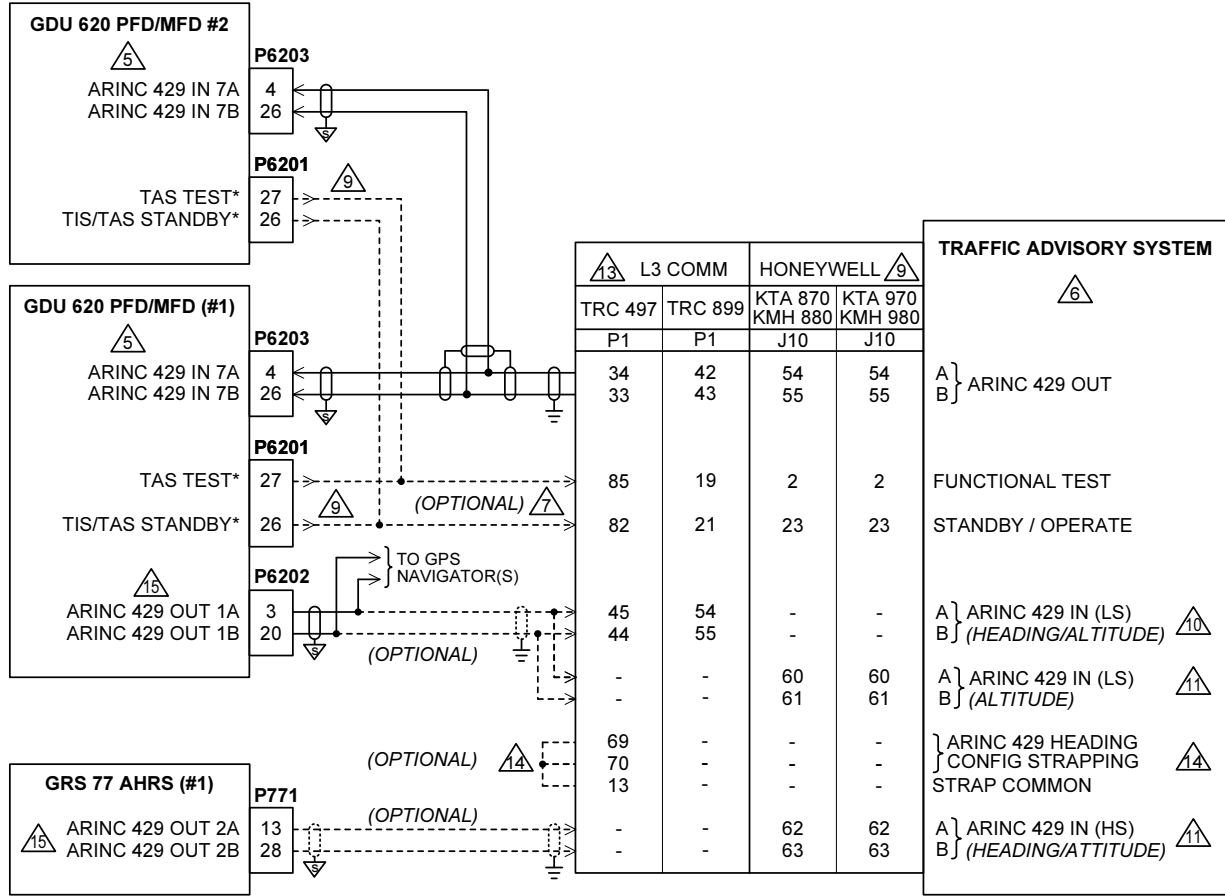 GDU 620 PFD/MFD #2
5
P6203
ARINC 429 IN 7A 4
ARINC 429 IN 7B 26
S
P6201
9
TAS TEST* 27
TIS/TAS STANDBY* 26
GDU 620 PFD/MFD (#1)
5
P6203
ARINC 429 IN 7A 4
ARINC 429 IN 7B 26
S
P6201
TAS TEST* 27
9 (OPTIONAL) 7
TIS/TAS STANDBY* 26
TO GPS
NAVIGATOR(S)
15
P6202
ARINC 429 OUT 1A 3
ARINC 429 OUT 1B 20
S
(OPTIONAL)
(OPTIONAL) 14
GRS 77 AHRS (#1)
P771
(OPTIONAL)
15
ARINC 429 OUT 2A 13
ARINC 429 OUT 2B 28
S
13 L3 COMM HONEYWELL 9
TRC 497 TRC 899 KTA 870 KTA 970
KMH 880 KMH 980
P1 P1 J10 J10
TRAFFIC ADVISORY SYSTEM
6
34 42 54 54 A
33 43 55 55 B
ARINC 429 OUT
85 19 2 2 FUNCTIONAL TEST
82 21 23 23 STANDBY / OPERATE
45 54 - - A ARINC 429 IN (LS)
44 55 - - B (HEADING/ALTITUDE) 10
- - 60 60 A ARINC 429 IN (LS)
- - 61 61 B (ALTITUDE) 11
69 - - - ARINC 429 HEADING
70 - - - CONFIG STRAPPING 14
13 - - - STRAP COMMON
- - 62 62 A ARINC 429 IN (HS)
- - 63 63 B (HEADING/ATTITUDE) 11